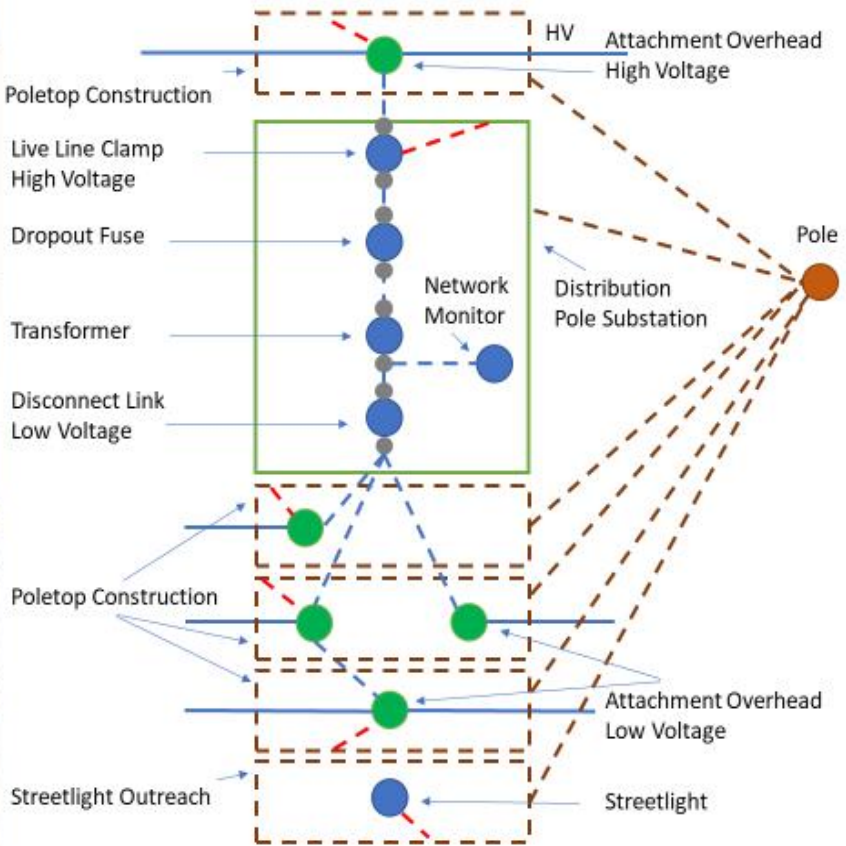 HV
Attachment Overhead
High Voltage
Poletop Construction
Live Line Clamp
High Voltage
Dropout Fuse
Pole
Network
Monitor
Distribution
Pole Substation
Transformer
Disconnect Link
Low Voltage
Poletop Construction
Attachment Overhead
Low Voltage
Streetlight Outreach
Streetlight